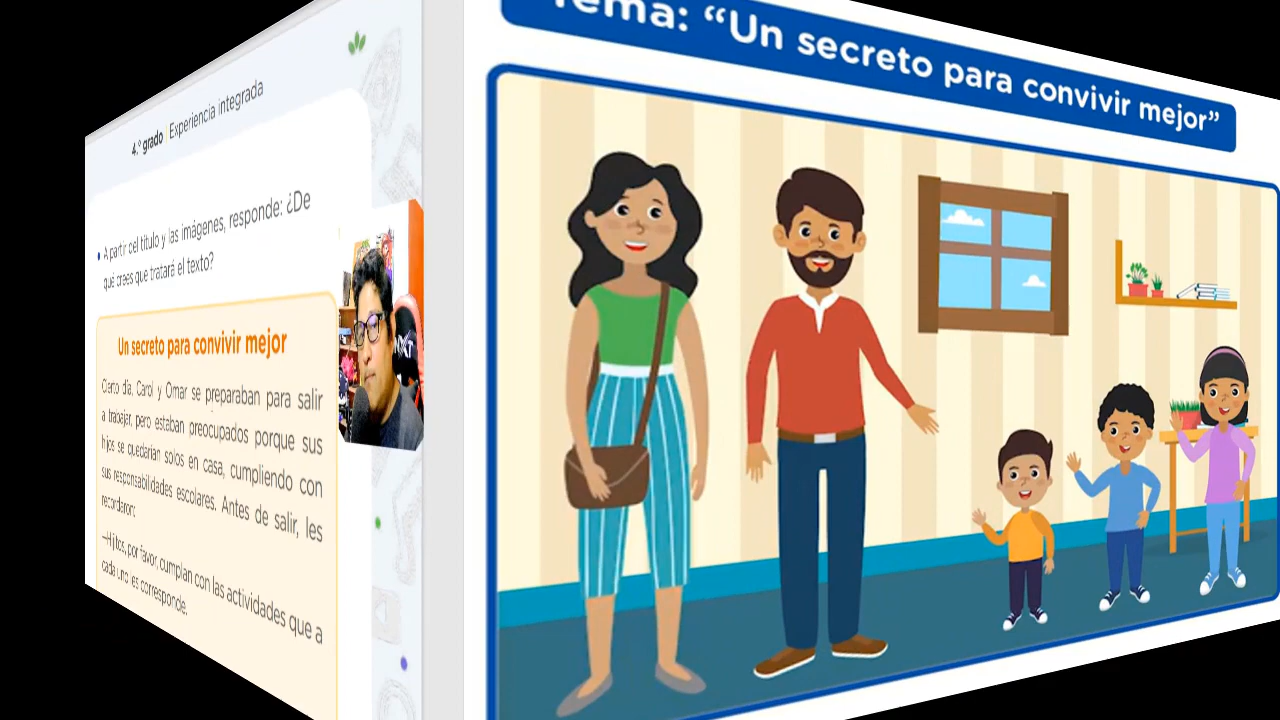 4.° grado Experiencia integrada
• A partir del título y las imágenes, responde: ¿De
qué crees que tratará el texto?
Un secreto para convivir mejor
Cierto día, Carol y Omar se preparaban para salir
a trabajar, pero estaban preocupados porque sus
hijos se quedarían solos en casa, cumpliendo con
sus responsabilidades escolares. Antes de salir, les
recordaron:
—Hijitos, por favor, cumplan con las actividades que a
cada uno les corresponde.
Tema: “Un secreto para convivir mejor”